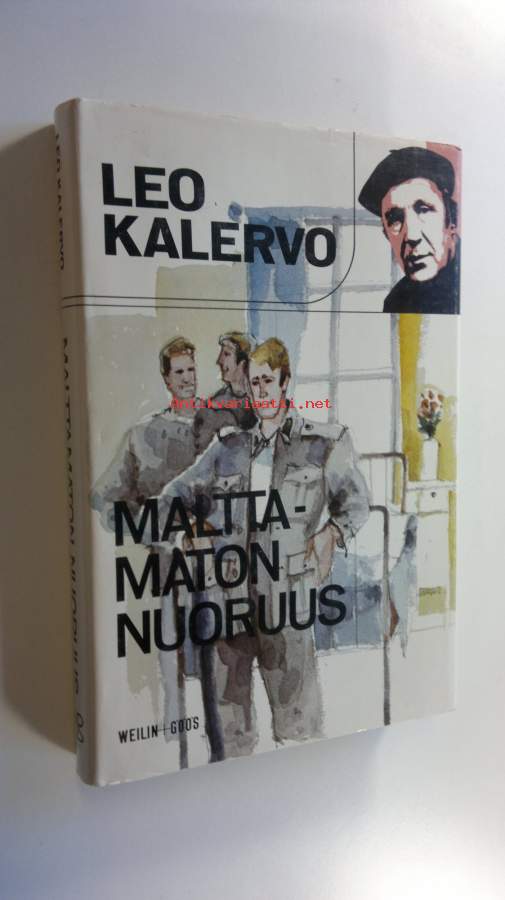 LEO
KALERVO
Antikvariaatti.net
MALTTA-
MATON
NUORUUS
WEILIN+GÖÖS
LEO KALERVO
MALTTAMATON NUORUUS